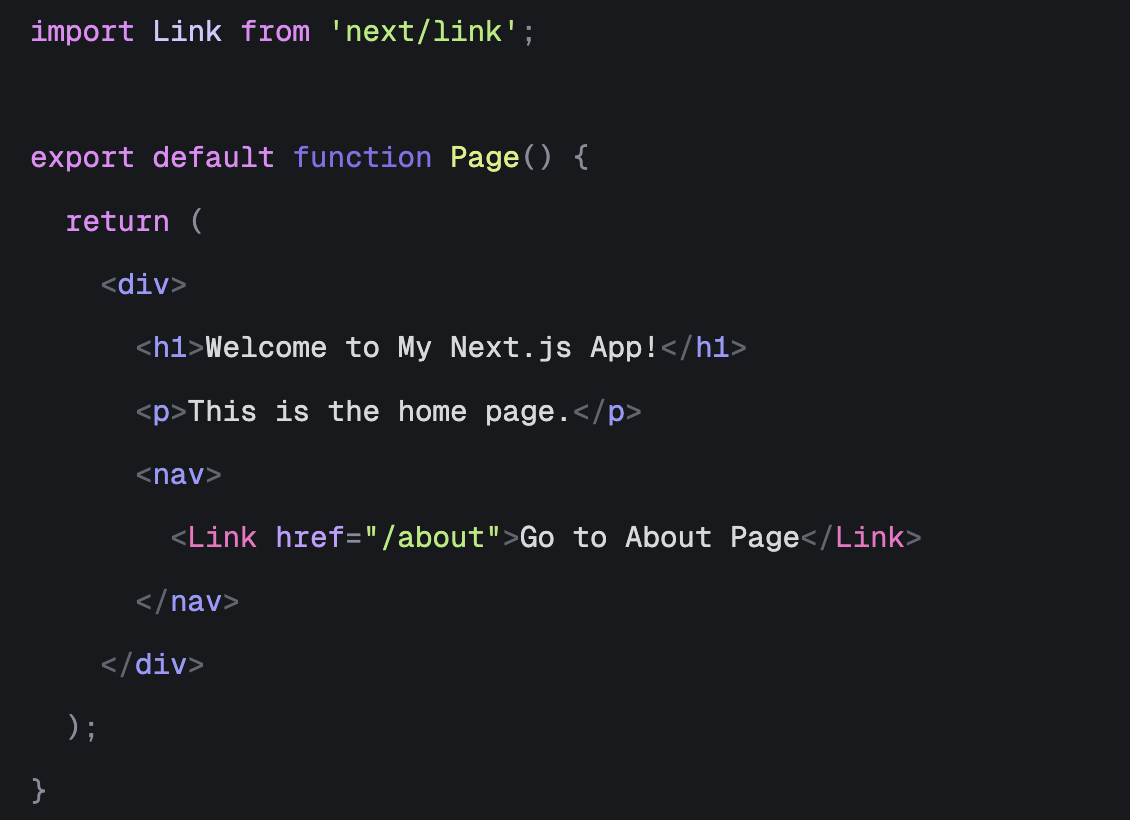 import Link from 'next/link';
export default function Page() {
  return (
    <div>
      <h1>Welcome to My Next.js App!</h1>
      <p>This is the home page.</p>
      <nav>
        <Link href="/about">Go to About Page</Link>
      </nav>
    </div>
  );
}